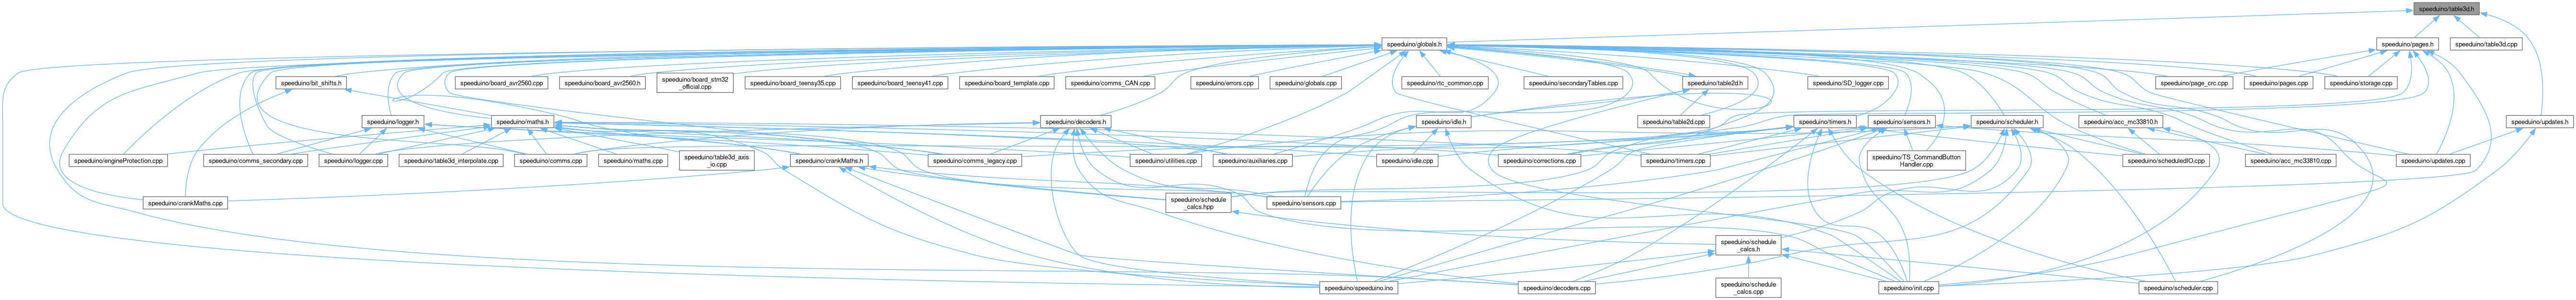 speeduino/table3d.h
speeduino/globals.h
speeduino/pages.h
speeduino/table3d.cpp
speeduino/bit_shifts.h
speeduino/board_avr2560.cpp
speeduino/board_avr2560.h
speeduino/board_stm32
_official.cpp
speeduino/board_teensy35.cpp
speeduino/board_teensy41.cpp
speeduino/board_template.cpp
speeduino/comms_CAN.cpp
speeduino/errors.cpp
speeduino/globals.cpp
speeduino/rtc_common.cpp
speeduino/secondaryTables.cpp
speeduino/table2d.h
speeduino/SD_logger.cpp
speeduino/page_crc.cpp
speeduino/pages.cpp
speeduino/storage.cpp
speeduino/logger.h
speeduino/maths.h
speeduino/decoders.h
speeduino/idle.h
speeduino/table2d.cpp
speeduino/timers.h
speeduino/sensors.h
speeduino/scheduler.h
speeduino/acc_mc33810.h
speeduino/updates.h
speeduino/engineProtection.cpp
speeduino/comms_secondary.cpp
speeduino/logger.cpp
speeduino/table3d_interpolate.cpp
speeduino/comms.cpp
speeduino/maths.cpp
speeduino/table3d_axis
_io.cpp
speeduino/crankMaths.h
speeduino/comms_legacy.cpp
speeduino/utilities.cpp
speeduino/auxiliaries.cpp
speeduino/idle.cpp
speeduino/corrections.cpp
speeduino/timers.cpp
speeduino/TS_CommandButton
Handler.cpp
speeduino/scheduledIO.cpp
speeduino/acc_mc33810.cpp
speeduino/updates.cpp
speeduino/crankMaths.cpp
speeduino/schedule
_calcs.hpp
speeduino/sensors.cpp
speeduino/schedule
_calcs.h
speeduino/speeduino.ino
speeduino/decoders.cpp
speeduino/schedule
_calcs.cpp
speeduino/init.cpp
speeduino/scheduler.cpp